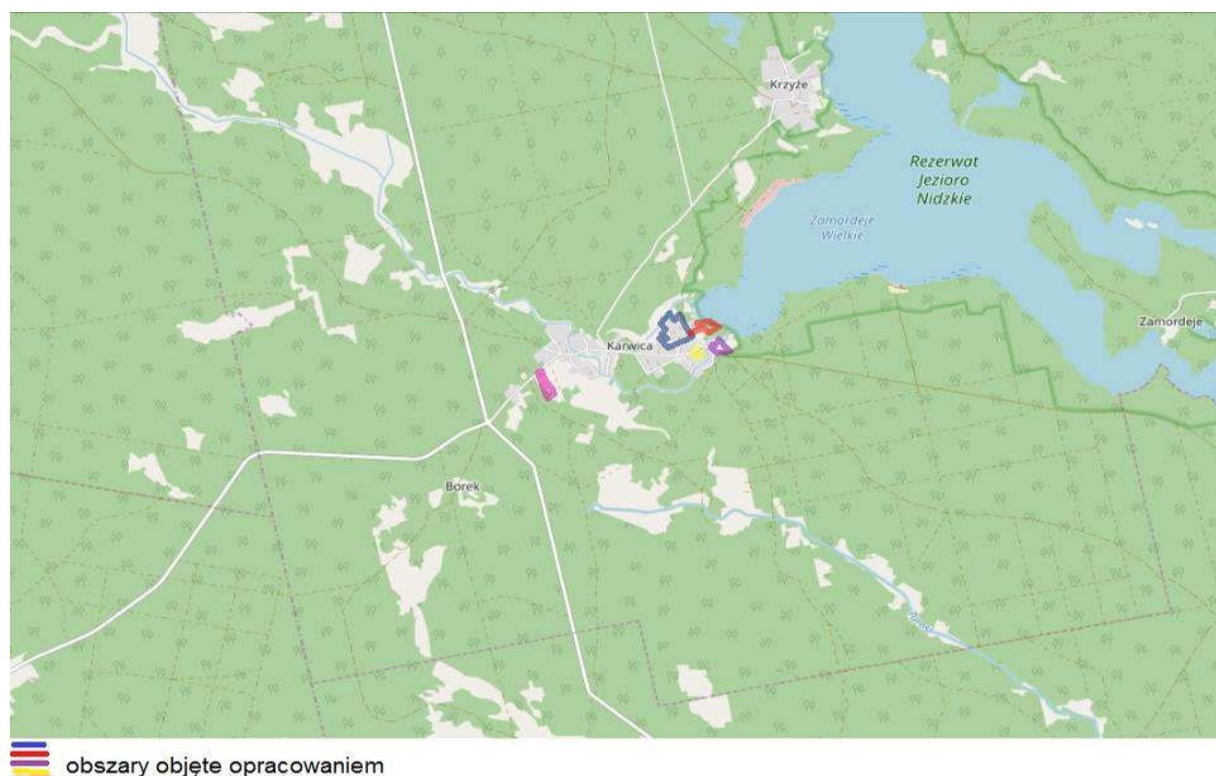 Krzyże
Rezerwat
Jezioro
Nidzkie
Zamordeje
Wielkie
Zamordeje
Karwica
Borek
obszary objęte opracowaniem